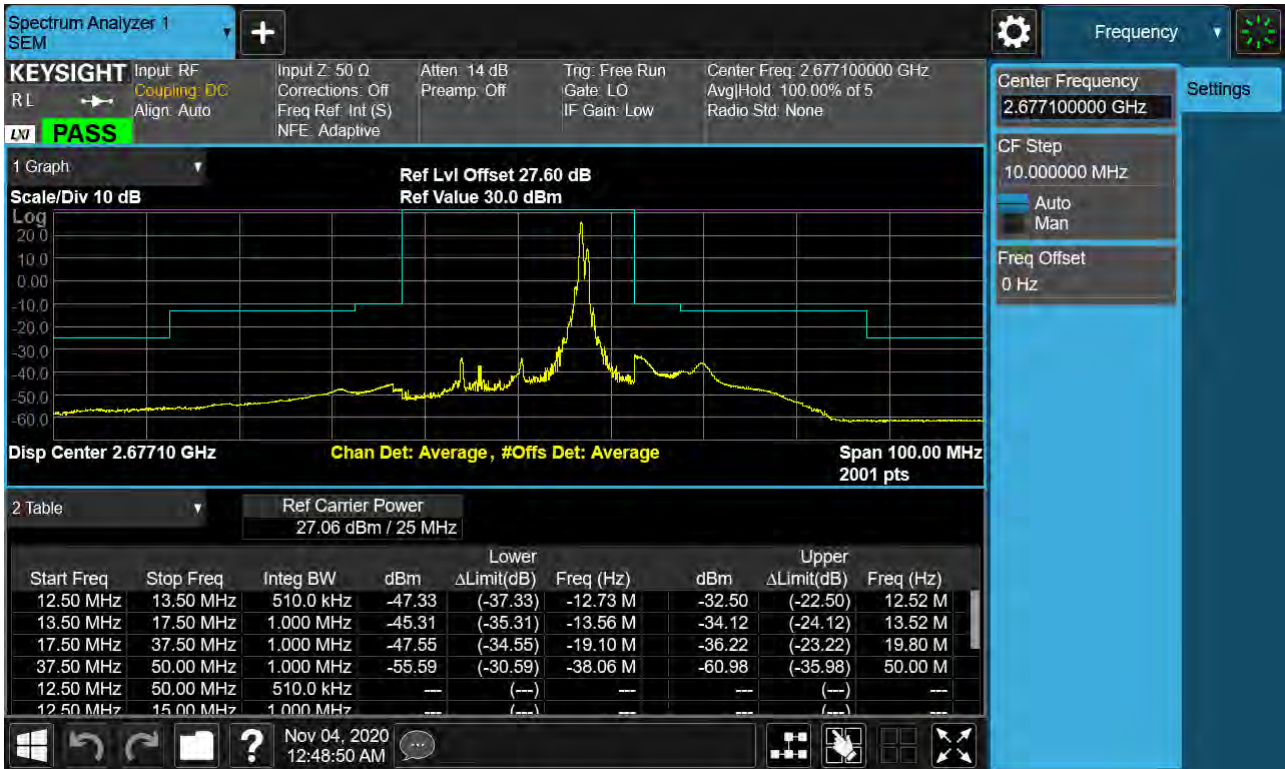 Spectrum Analyzer 1
SEM
+
Frequency
KEYSIGHT
RL
LXI
PASS
Input: RF
Coupling: DC
Align: Auto
Input Z: 50 Ω
Corrections: Off
Freq Ref: Int (S)
NFE: Adaptive
Atten: 14 dB
Preamp: Off
Trig: Free Run
Gate: LO
IF Gain: Low
Center Freq: 2.677100000 GHz
Avg|Hold: 100.00% of 5
Radio Std: None
Center Frequency
2.677100000 GHz
Settings
CF Step
10.000000 MHz
Auto
Man
Freq Offset
0 Hz
1 Graph
Scale/Div 10 dB
Ref Lvl Offset 27.60 dB
Ref Value 30.0 dBm
Log
20.0
10.0
0.00
-10.0
-20.0
-30.0
-40.0
-50.0
-60.0
Disp Center 2.67710 GHz
Chan Det: Average, #Offs Det: Average
Span 100.00 MHz
2001 pts
2 Table
Ref Carrier Power
27.06 dBm / 25 MHz
Lower Upper
Start Freq Stop Freq Integ BW dBm ΔLimit(dB) Freq (Hz) dBm ΔLimit(dB) Freq (Hz)
12.50 MHz 13.50 MHz 510.0 kHz -47.33 (-37.33) -12.73 M -32.50 (-22.50) 12.52 M
13.50 MHz 17.50 MHz 1.000 MHz -45.31 (-35.31) -13.56 M -34.12 (-24.12) 13.52 M
17.50 MHz 37.50 MHz 1.000 MHz -47.55 (-34.55) -19.10 M -36.22 (-23.22) 19.80 M
37.50 MHz 50.00 MHz 1.000 MHz -55.59 (-30.59) -38.06 M -60.98 (-35.98) 50.00 M
12.50 MHz 50.00 MHz 510.0 kHz --- (---) --- --- (---) ---
12.50 MHz 15.00 MHz 1.000 MHz --- (---) --- --- (---) ---
?
Nov 04, 2020
12:48:50 AM